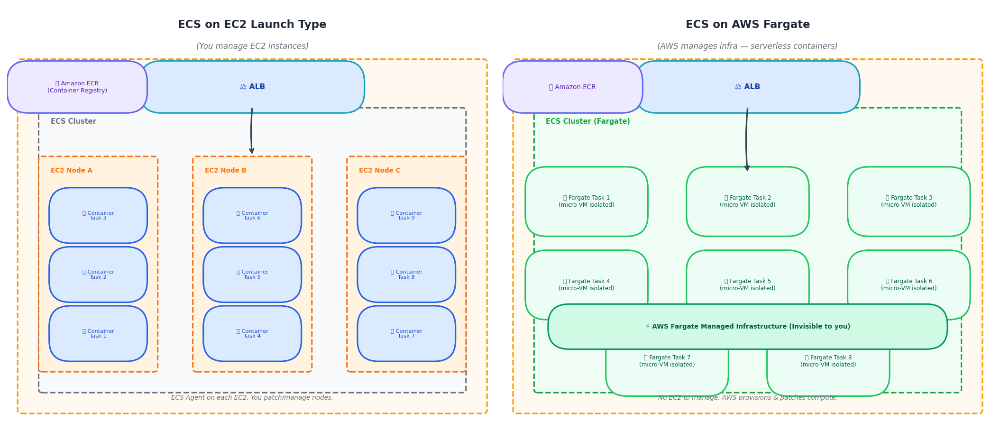 ECS on EC2 Launch Type
(You manage EC2 instances)
Amazon ECR
(Container Registry)
⚖ ALB
ECS Cluster
EC2 Node A
EC2 Node B
EC2 Node C
Container
Task 3
Container
Task 6
Container
Task 9
Container
Task 2
Container
Task 5
Container
Task 8
Container
Task 1
Container
Task 4
Container
Task 7
ECS Agent on each EC2. You patch/manage nodes.
ECS on AWS Fargate
(AWS manages infra — serverless containers)
Amazon ECR
⚖ ALB
ECS Cluster (Fargate)
Fargate Task 1
(micro-VM isolated)
Fargate Task 2
(micro-VM isolated)
Fargate Task 3
(micro-VM isolated)
Fargate Task 4
(micro-VM isolated)
Fargate Task 5
(micro-VM isolated)
Fargate Task 6
(micro-VM isolated)
⚡ AWS Fargate Managed Infrastructure (Invisible to you)
Fargate Task 7
(micro-VM isolated)
Fargate Task 8
(micro-VM isolated)
No EC2 to manage. AWS provisions & patches compute.